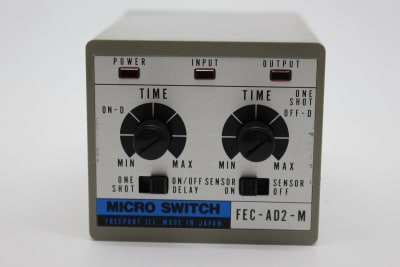 POWER INPUT OUTPUT
TIME TIME ONE
SHOT
ON-D OFF-D
MIN MAX MIN MAX
ONE ON/OFF SENSOR SENSOR
SHOT DELAY ON OFF
MICRO SWITCH FEC-AD2-M
FREEPORT ILL. MADE IN JAPAN